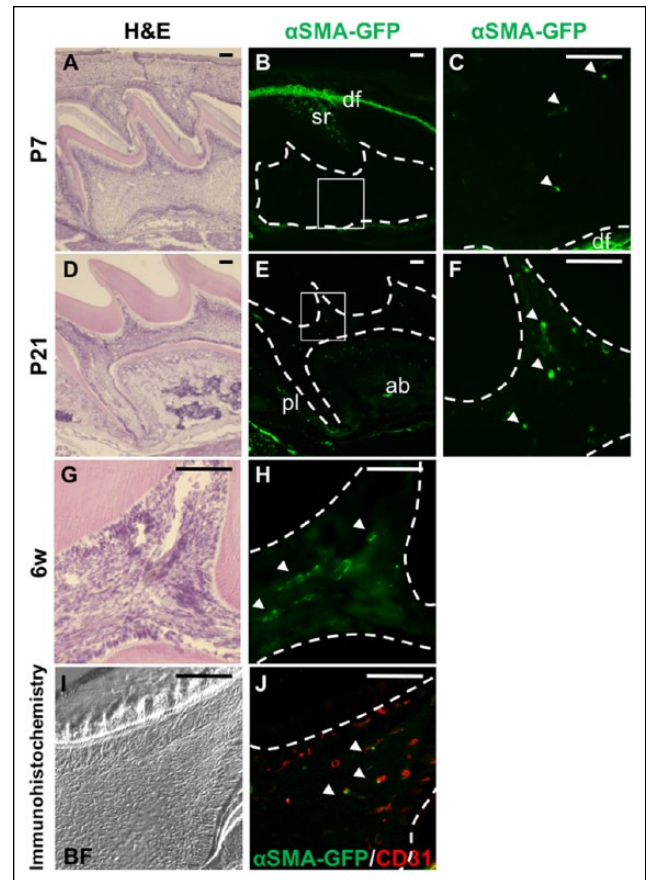 H&E αSMA-GFP αSMA-GFP
P7
A
B
df
sr
C
df
P21
D
E
pl
ab
F
6w
G
H
Immunohistochemistry
I
BF
J
αSMA-GFP/CD31